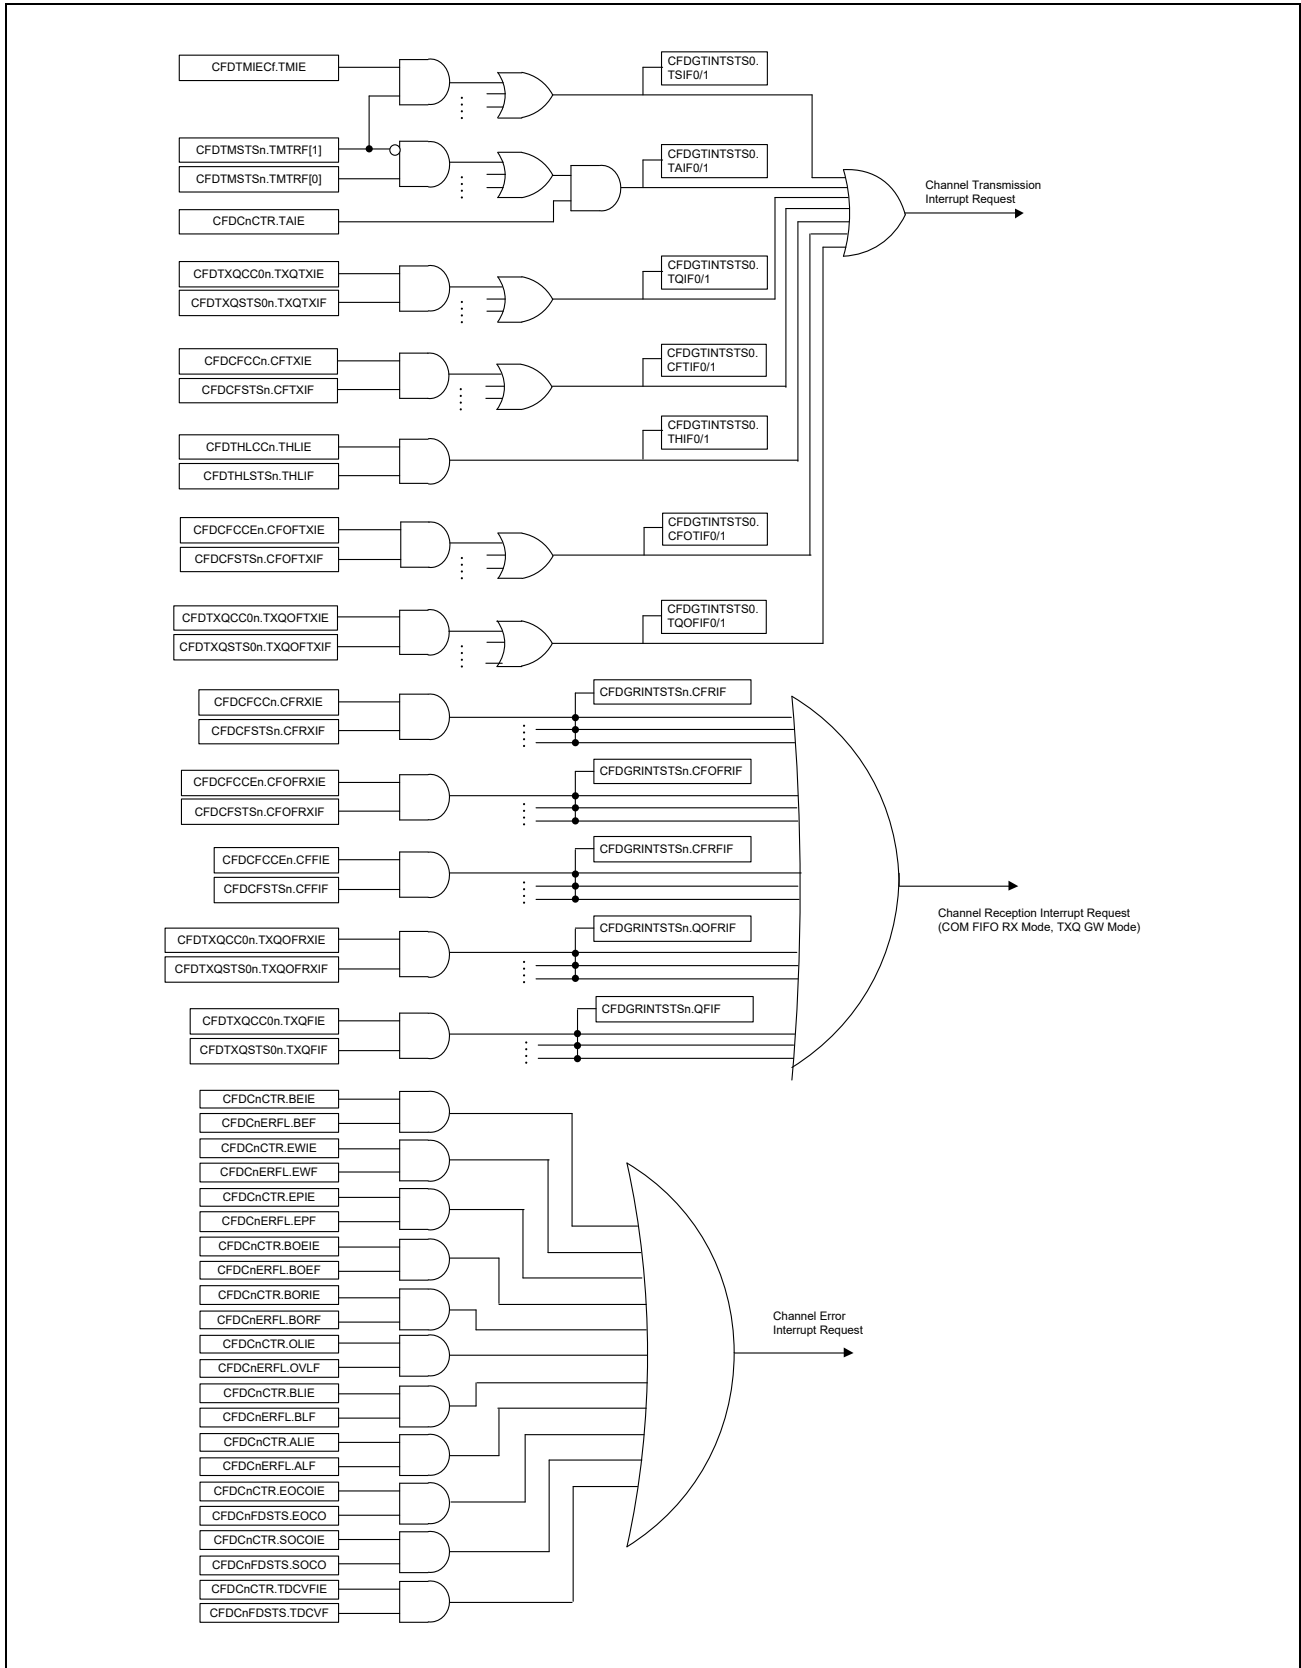 CFDTMIECf.TMIE
CFDGTINTSTS0.
TSIF0/1
CFDTMSTSn.TMTRF[1]
CFDTMSTSn.TMTRF[0]
CFDGTINTSTS0.
TAIF0/1
CFDCnCTR.TAIE
Channel Transmission
Interrupt Request
CFDTXQCC0n.TXQTXIE
CFDTXQSTS0n.TXQTXIF
CFDGTINTSTS0.
TQIF0/1
CFDCFCCn.CFTXIE
CFDCFSTSn.CFTXIF
CFDGTINTSTS0.
CFTIF0/1
CFDTHLCCn.THLIE
CFDTHLSTSn.THLIF
CFDGTINTSTS0.
THIF0/1
CFDCFCCEn.CFOFTXIE
CFDCFSTSn.CFOFTXIF
CFDGTINTSTS0.
CFOTIF0/1
CFDTXQCC0n.TXQOFTXIE
CFDTXQSTS0n.TXQOFTXIF
CFDGTINTSTS0.
TQOFIF0/1
CFDCFCCn.CFRXIE
CFDCFSTSn.CFRXIF
CFDGRINTSTSn.CFRIF
CFDCFCCEn.CFOFRXIE
CFDCFSTSn.CFOFRXIF
CFDGRINTSTSn.CFOFRIF
CFDCFCCEn.CFFIE
CFDCFSTSn.CFFIF
CFDGRINTSTSn.CFRFIF
Channel Reception Interrupt Request
(COM FIFO RX Mode, TXQ GW Mode)
CFDTXQCC0n.TXQOFRXIE
CFDTXQSTS0n.TXQOFRXIF
CFDGRINTSTSn.QOFRIF
CFDTXQCC0n.TXQFIE
CFDTXQSTS0n.TXQFIF
CFDGRINTSTSn.QFIF
CFDCnCTR.BEIE
CFDCnERFL.BEF
CFDCnCTR.EWIE
CFDCnERFL.EWF
CFDCnCTR.EPIE
CFDCnERFL.EPF
CFDCnCTR.BOEIE
CFDCnERFL.BOEF
CFDCnCTR.BORIE
CFDCnERFL.BORF
Channel Error
Interrupt Request
CFDCnCTR.OLIE
CFDCnERFL.OVLF
CFDCnCTR.BLIE
CFDCnERFL.BLF
CFDCnCTR.ALIE
CFDCnERFL.ALF
CFDCnCTR.EOCOIE
CFDCnFDSTS.EOCO
CFDCnCTR.SOCOIE
CFDCnFDSTS.SOCO
CFDCnCTR.TDCVFIE
CFDCnFDSTS.TDCVF